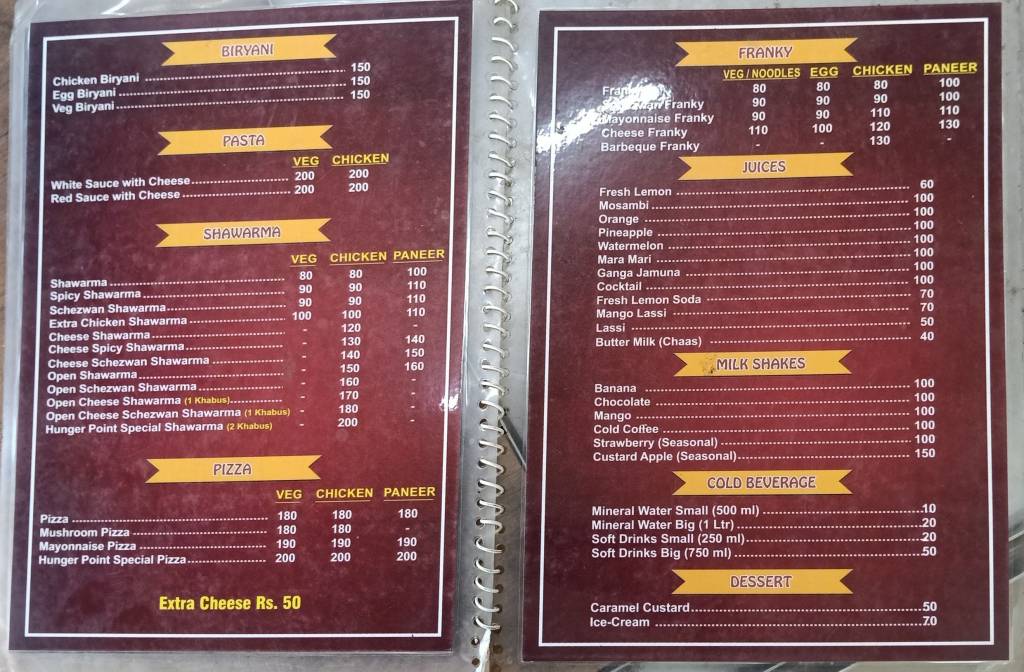 BIRYANI
Chicken Biryani 150
Egg Biryani 150
Veg Biryani 150
PASTA
VEG CHICKEN
White Sauce with Cheese 200 200
Red Sauce with Cheese 200 200
SHAWARMA
VEG CHICKEN PANEER
Shawarma 80 80 100
Spicy Shawarma 90 90 110
Schezwan Shawarma 90 90 110
Extra Chicken Shawarma 100 100 110
Cheese Shawarma - 120 -
Cheese Spicy Shawarma - 130 140
Cheese Schezwan Shawarma - 140 150
Open Shawarma - 150 160
Open Schezwan Shawarma - 160 -
Open Cheese Shawarma (1 Khabus) - 170 -
Open Cheese Schezwan Shawarma (1 Khabus) - 180 -
Hunger Point Special Shawarma (2 Khabus) - 200 -
PIZZA
VEG CHICKEN PANEER
Pizza 180 180 180
Mushroom Pizza 180 180 -
Mayonnaise Pizza 190 190 190
Hunger Point Special Pizza 200 200 200
Extra Cheese Rs. 50
FRANKY
VEG / NOODLES EGG CHICKEN PANEER
80 80 80 100
Franky 90 90 90 100
Mayonnaise Franky 90 90 110 110
Cheese Franky 110 100 120 130
Barbeque Franky - - 130 -
JUICES
Fresh Lemon 60
Mosambi 100
Orange 100
Pineapple 100
Watermelon 100
Mara Mari 100
Ganga Jamuna 100
Cocktail 100
Fresh Lemon Soda 70
Mango Lassi 70
Lassi 50
Butter Milk (Chaas) 40
MILK SHAKES
Banana 100
Chocolate 100
Mango 100
Cold Coffee 100
Strawberry (Seasonal) 100
Custard Apple (Seasonal) 150
COLD BEVERAGE
Mineral Water Small (500 ml) 10
Mineral Water Big (1 Ltr) 20
Soft Drinks Small (250 ml) 20
Soft Drinks Big (750 ml) 50
DESSERT
Caramel Custard 50
Ice-Cream 70